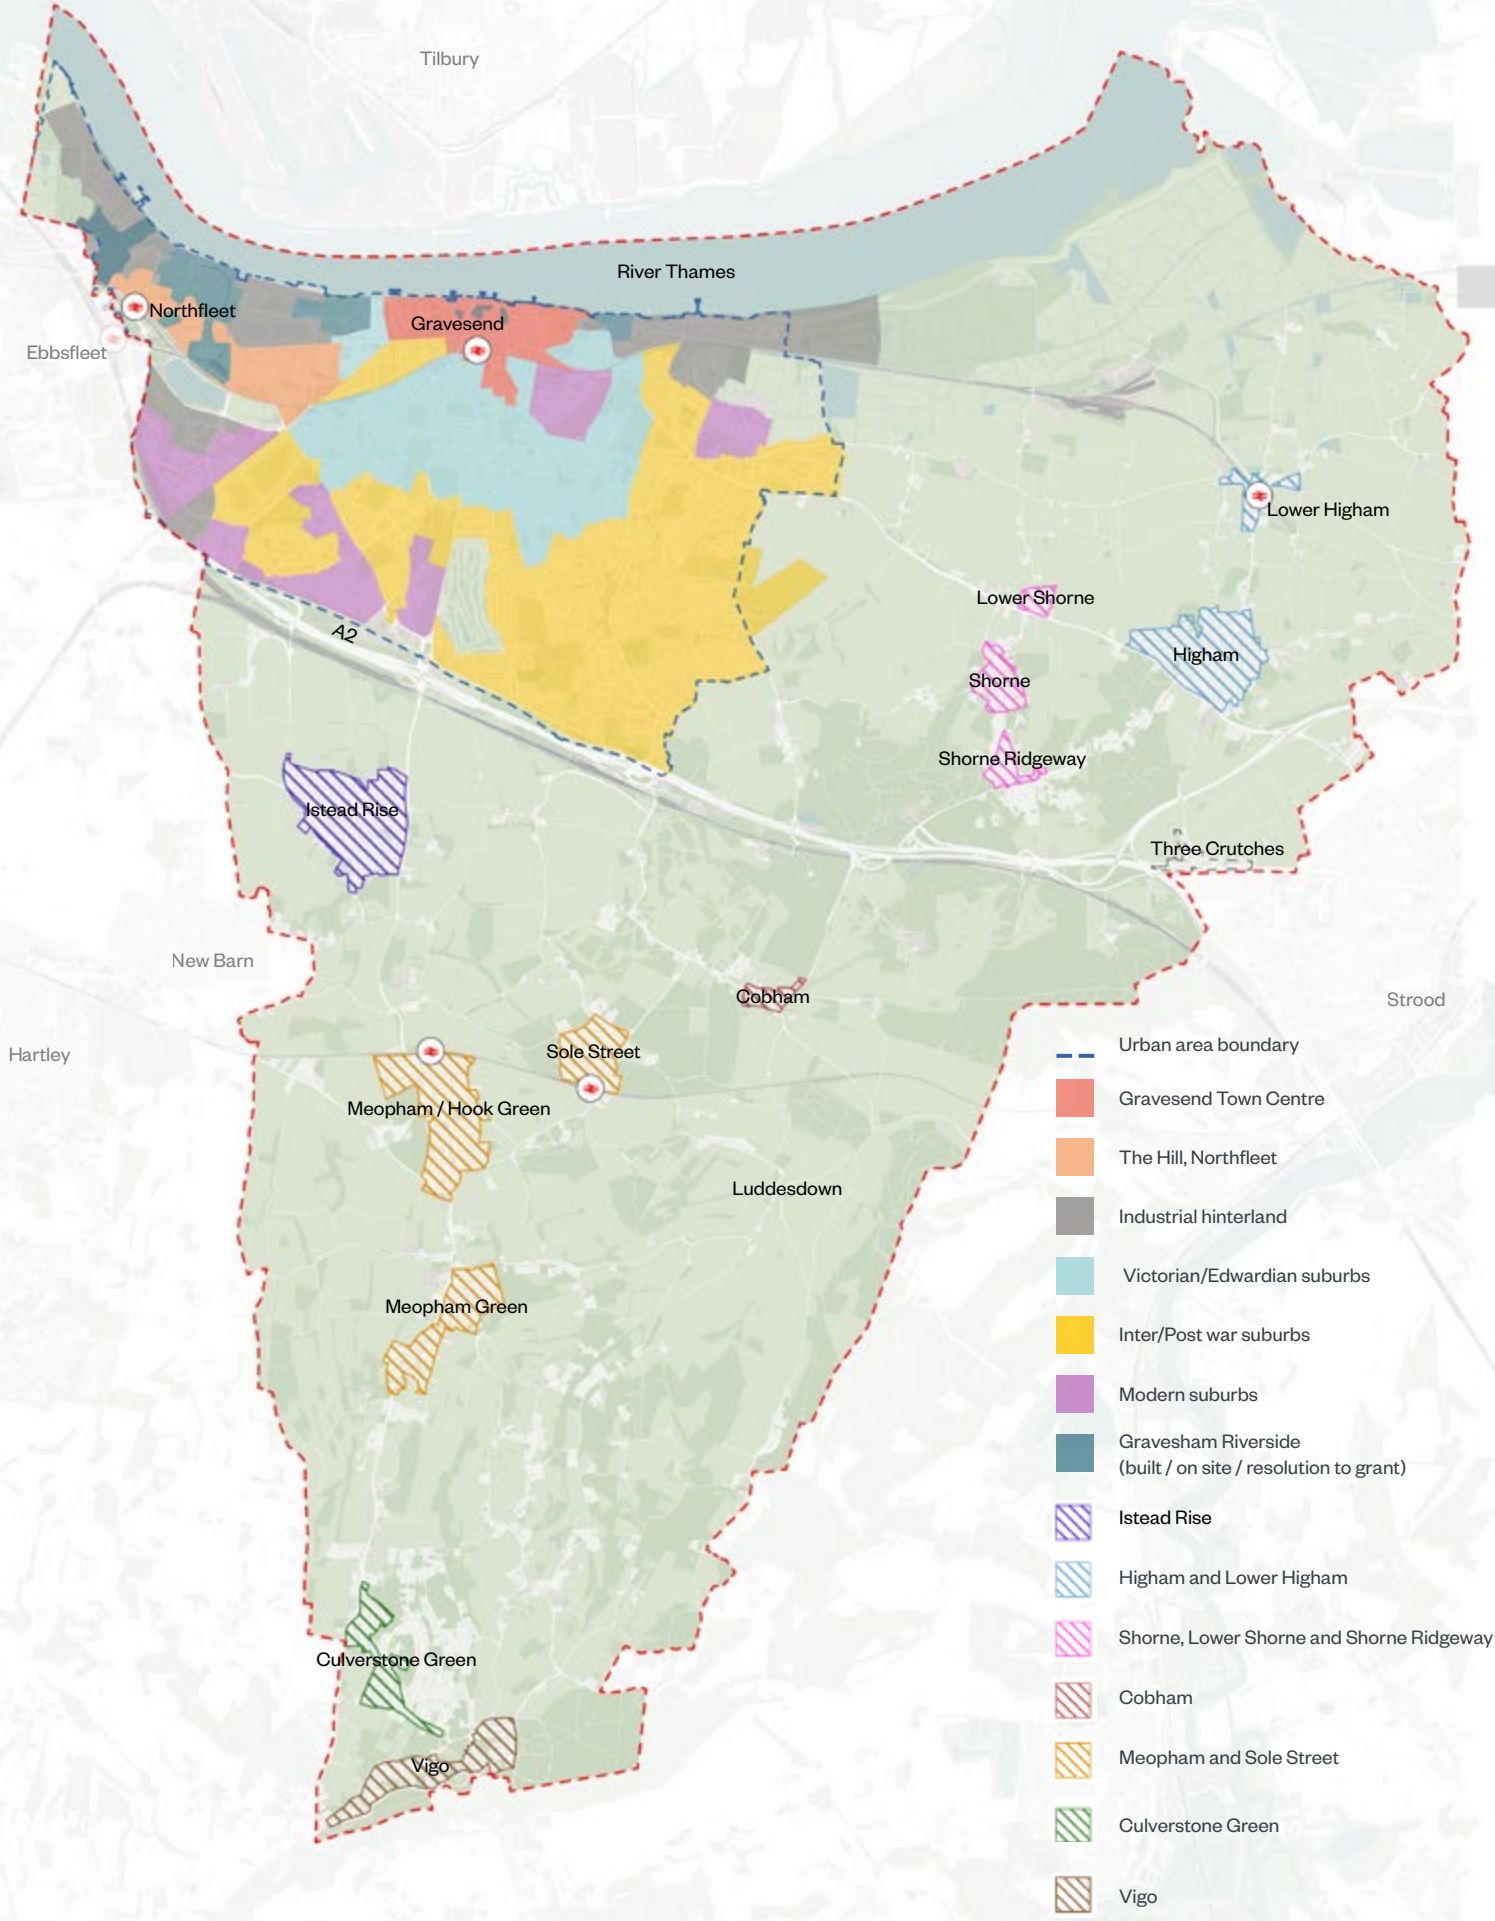 Tilbury
River Thames
Northfleet
Gravesend
Ebbsfleet
Lower Higham
Lower Shorne
A2
Higham
Shorne
Shorne Ridgeway
Istead Rise
Three Crutches
New Barn
Cobham
Strood
Hartley
Sole Street
Meopham / Hook Green
Luddesdown
Meopham Green
Culverstone Green
Vigo
Urban area boundary
Gravesend Town Centre
The Hill, Northfleet
Industrial hinterland
Victorian/Edwardian suburbs
Inter/Post war suburbs
Modern suburbs
Gravesham Riverside
(built / on site / resolution to grant)
Istead Rise
Higham and Lower Higham
Shorne, Lower Shorne and Shorne Ridgeway
Cobham
Meopham and Sole Street
Culverstone Green
Vigo